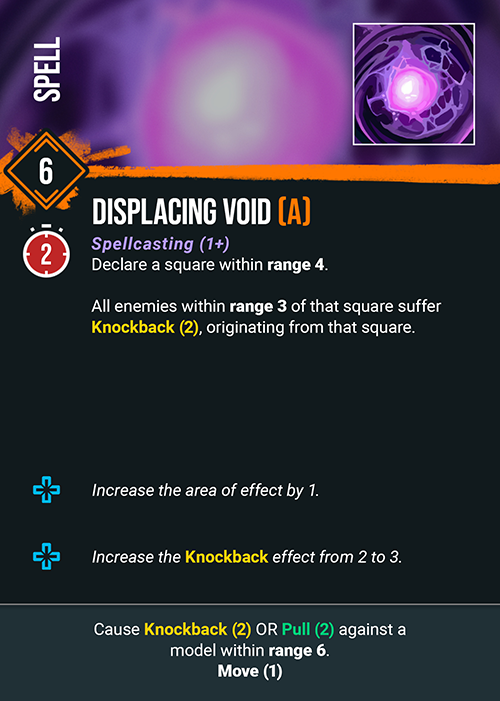 SPELL
6
DISPLACING VOID (A)
2
Spellcasting (1+)
Declare a square within range 4.
All enemies within range 3 of that square suffer
Knockback (2), originating from that square.
Increase the area of effect by 1.
Increase the Knockback effect from 2 to 3.
Cause Knockback (2) OR Pull (2) against a
model within range 6.
Move (1)